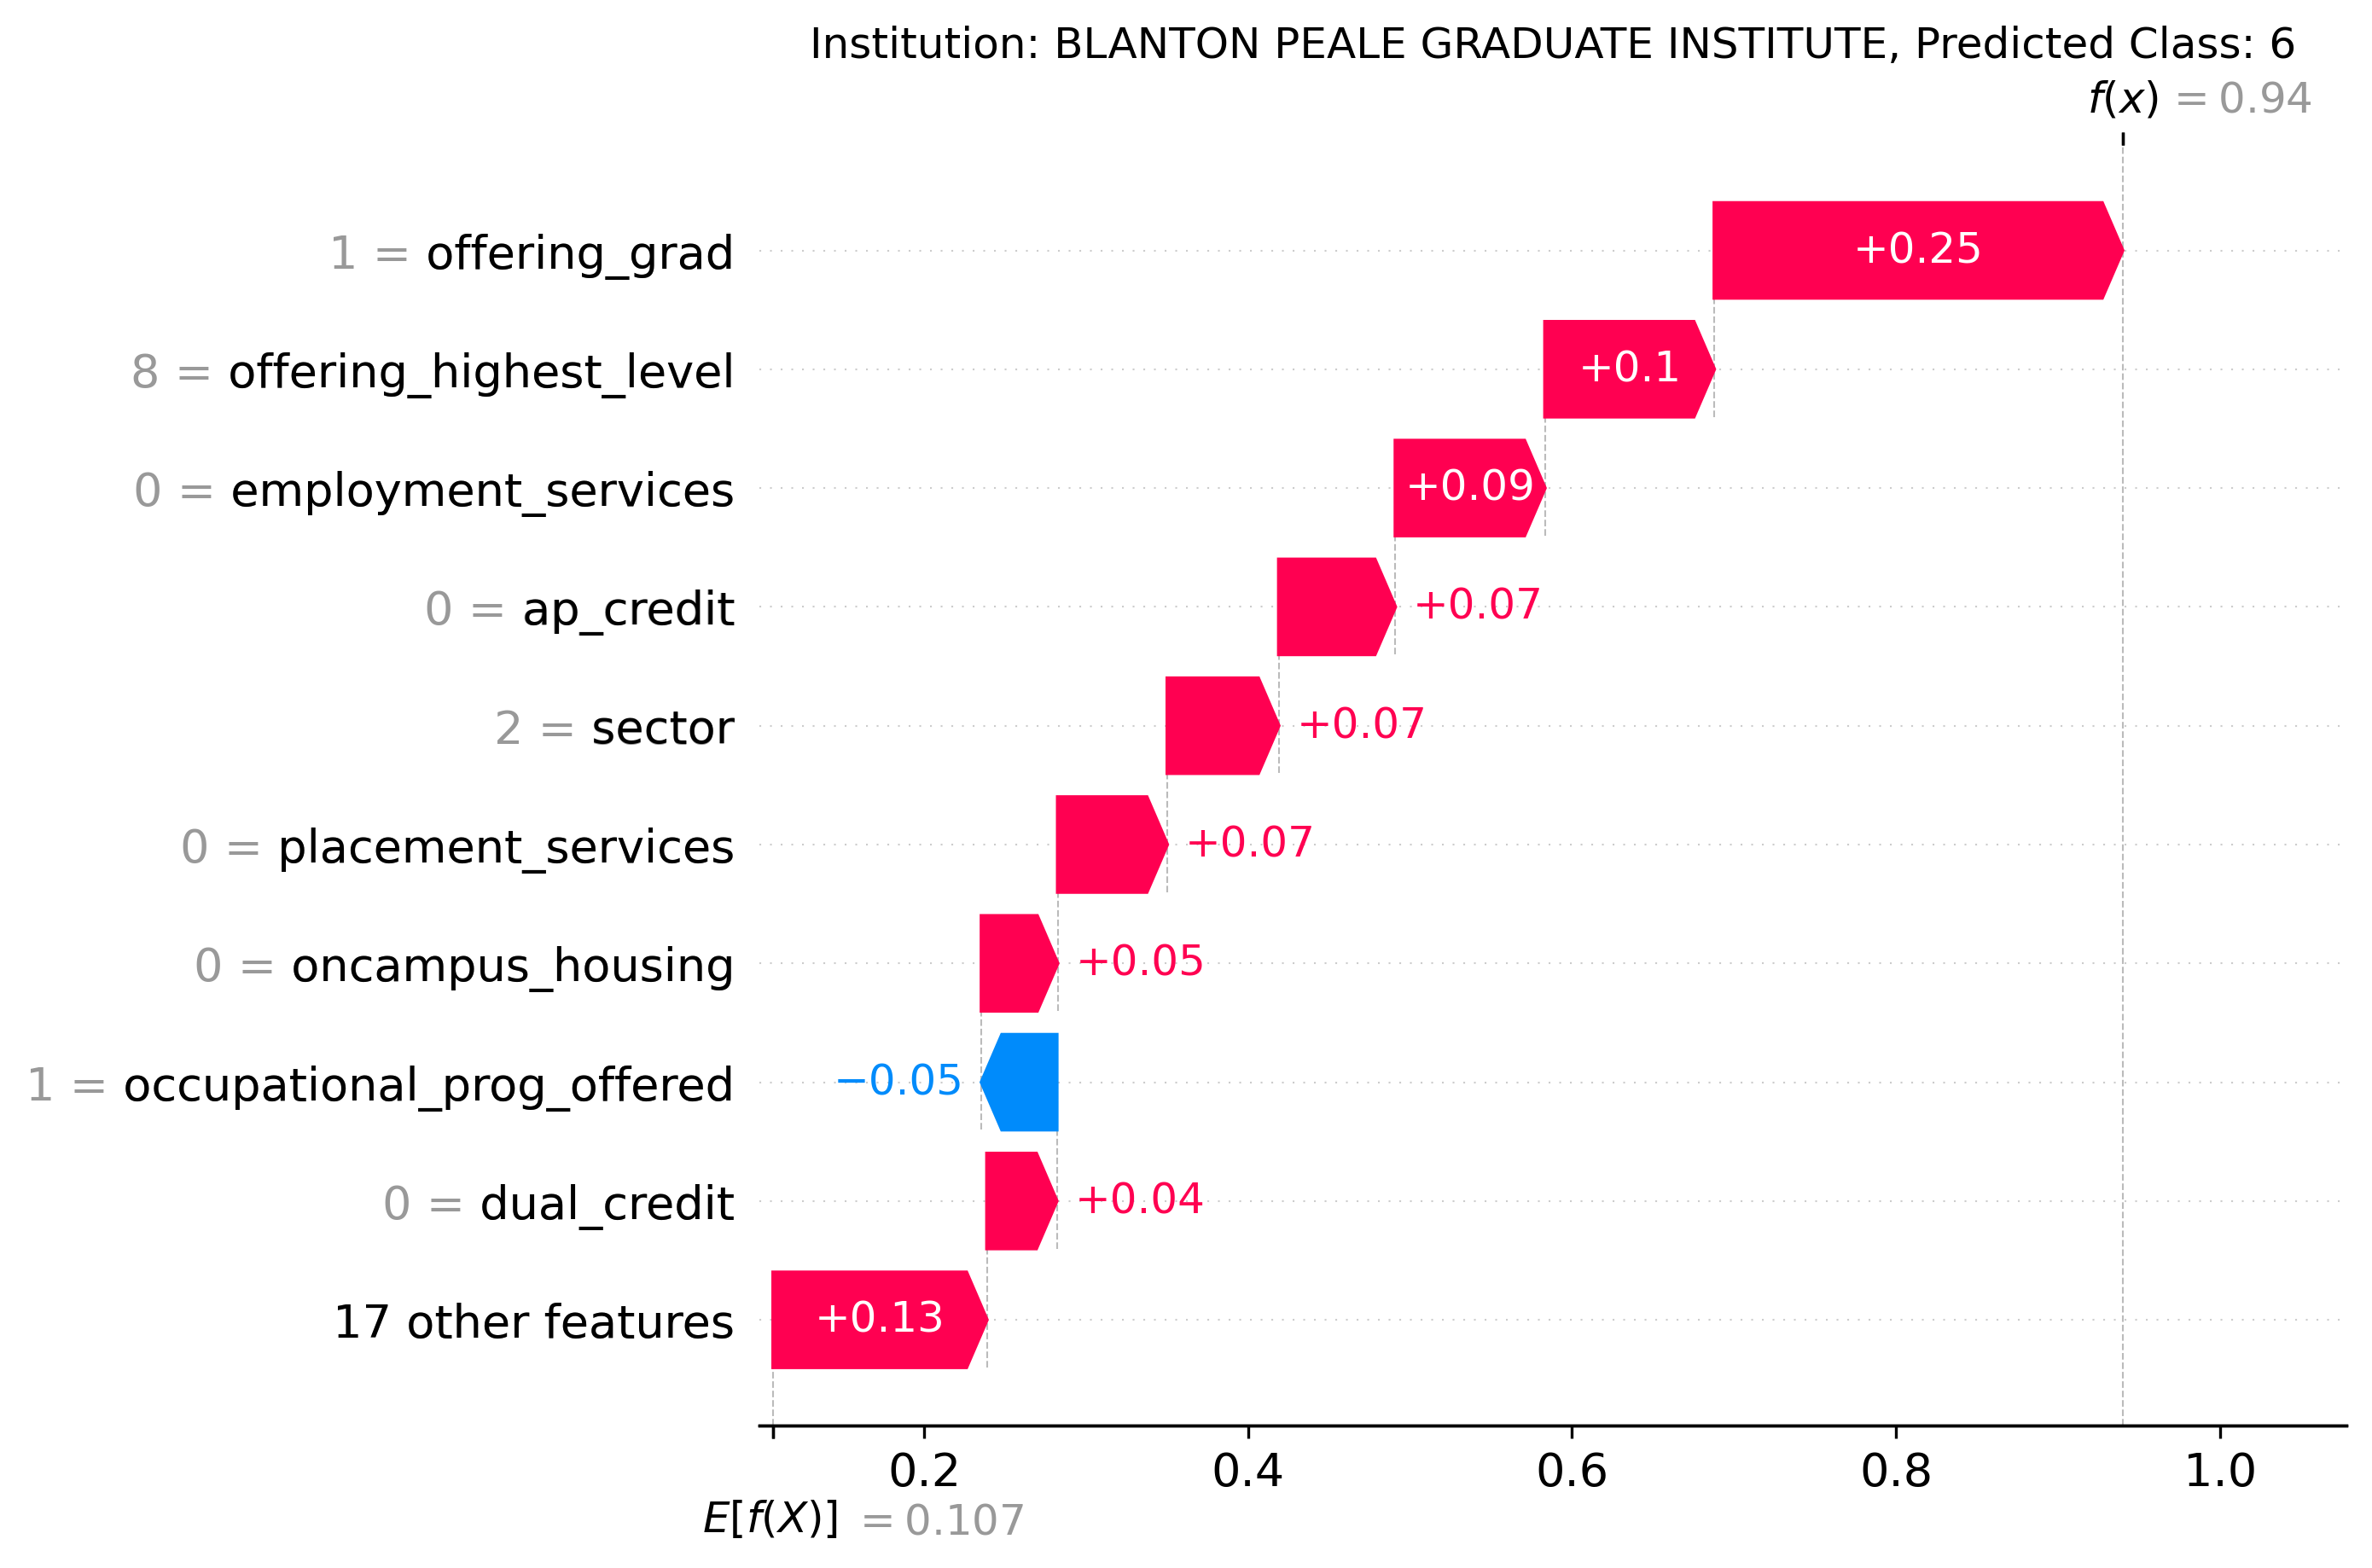 Institution: BLANTON PEALE GRADUATE INSTITUTE, Predicted Class: 6
f(x) = 0.94
1 = offering_grad
+0.25
8 = offering_highest_level
+0.1
0 = employment_services
+0.09
0 = ap_credit
+0.07
2 = sector
+0.07
0 = placement_services
+0.07
0 = oncampus_housing
+0.05
1 = occupational_prog_offered
−0.05
0 = dual_credit
+0.04
17 other features
+0.13
0.2 0.4 0.6 0.8 1.0
E[f(X)] = 0.107